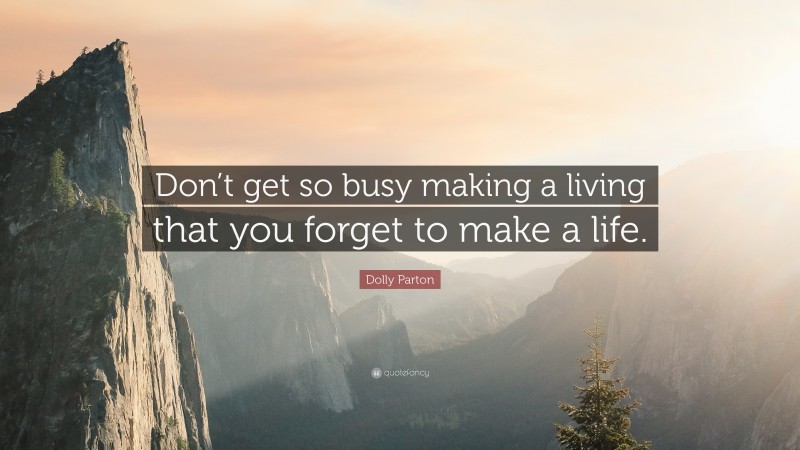 Don’t get so busy making a living
that you forget to make a life.
Dolly Parton
quotefancy